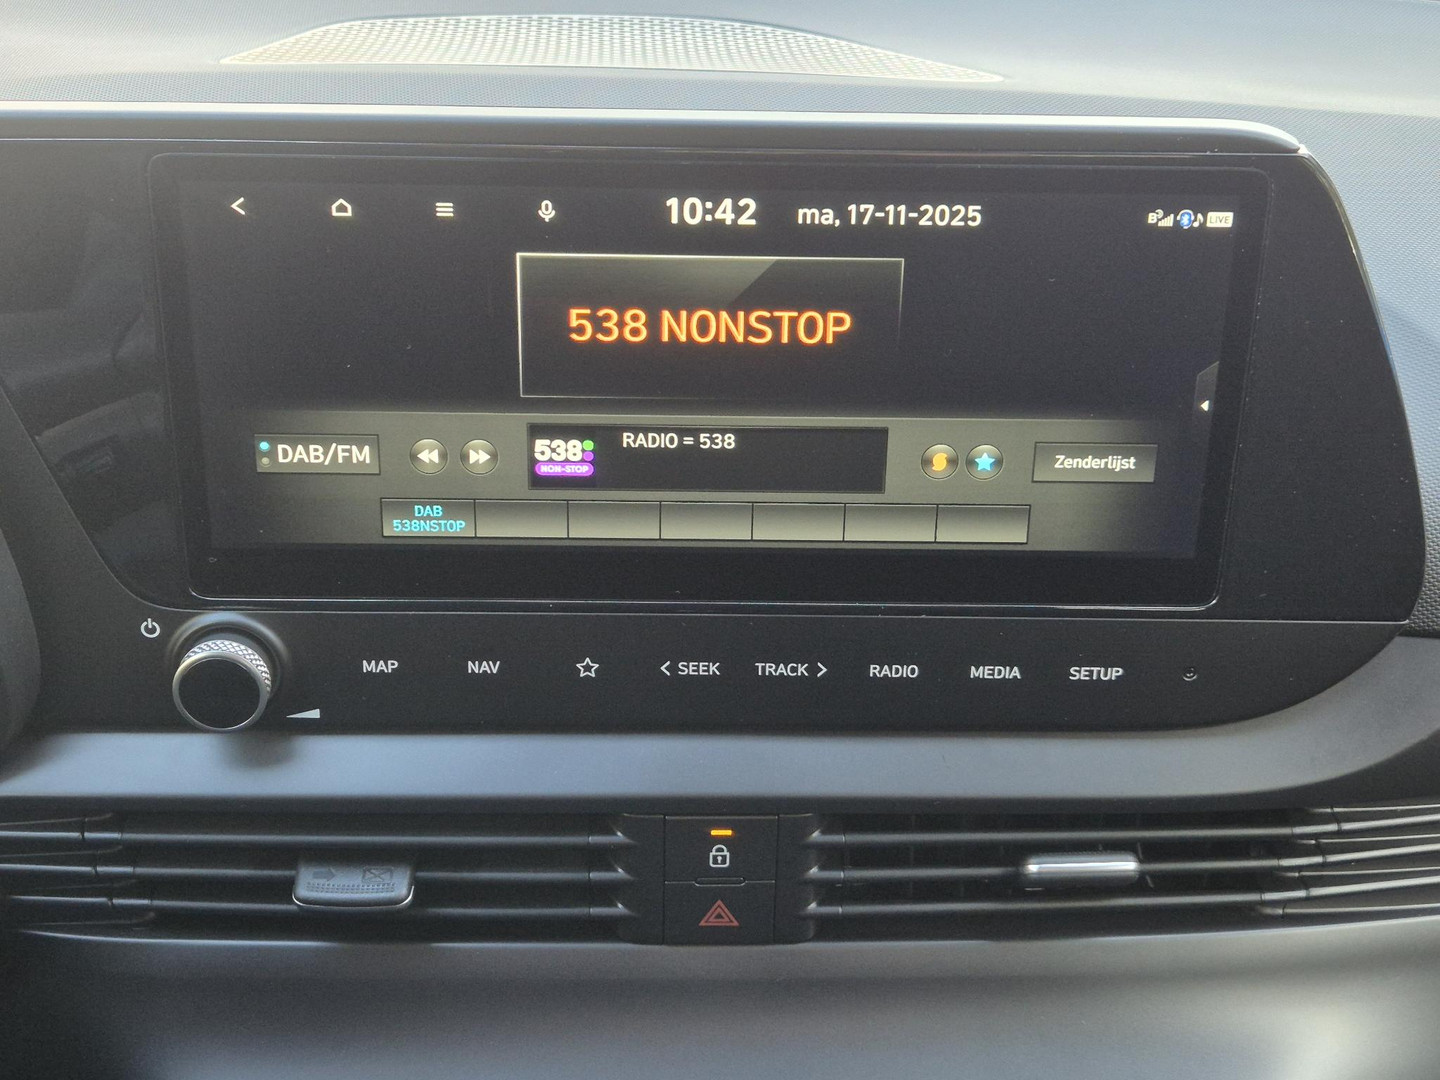 10:42 ma, 17-11-2025 LIVE
538 NONSTOP
DAB/FM
538
NON-STOP
RADIO = 538
Zenderlijst
DAB
538NSTOP
MAP NAV SEEK TRACK RADIO MEDIA SETUP